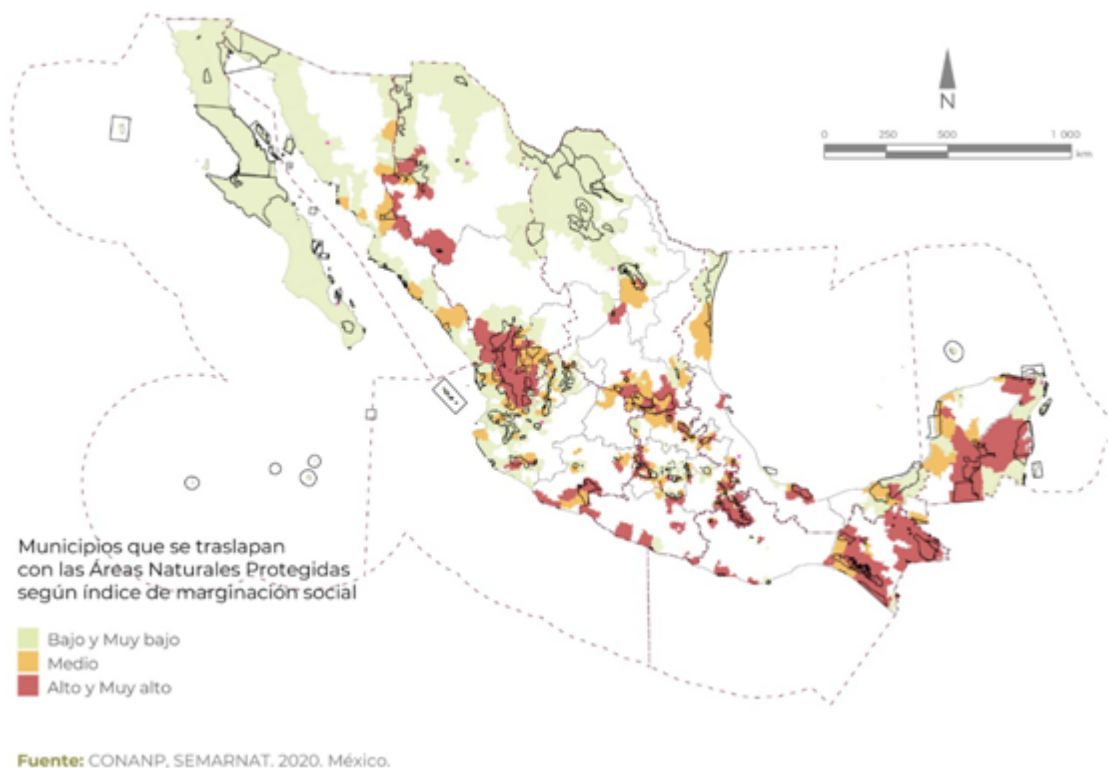 N
0 250 500 1 000
km
Municipios que se traslapan
con las Áreas Naturales Protegidas
según índice de marginación social
Bajo y Muy bajo
Medio
Alto y Muy alto
Fuente: CONANP, SEMARNAT. 2020. México.